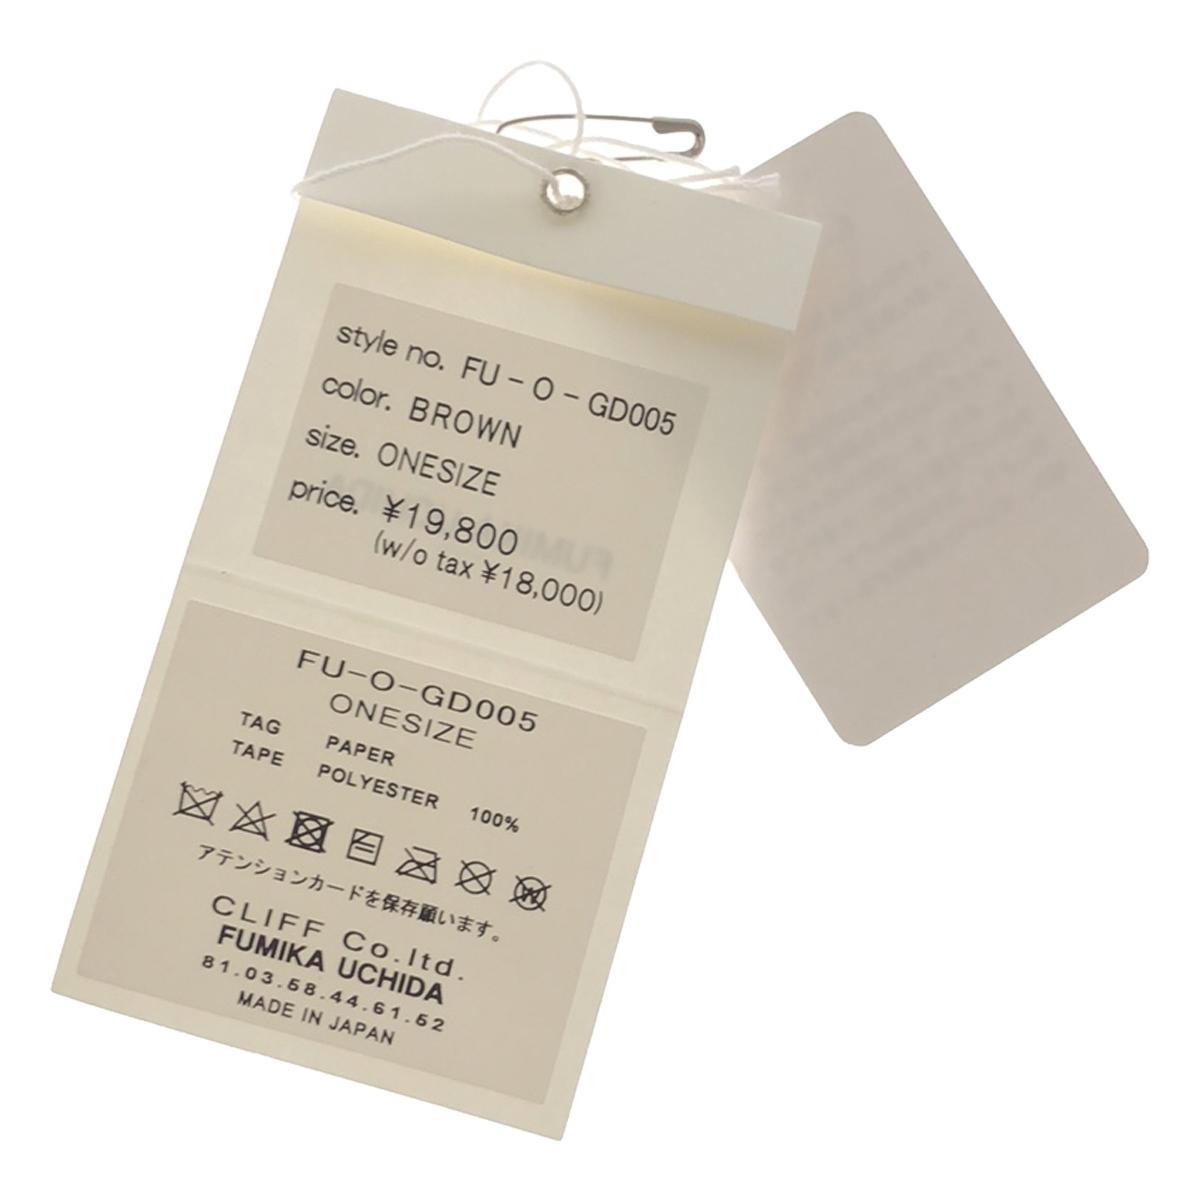 style no. FU-O-GD005
color. BROWN
size. ONESIZE
price. ¥19,800
(w/o tax ¥18,000)
FU-O-GD005
ONESIZE
TAG PAPER
TAPE POLYESTER 100%
アテンションカードを保存願います。
CLIFF Co.ltd.
FUMIKA UCHIDA
81.03.58.44.61.52
MADE IN JAPAN